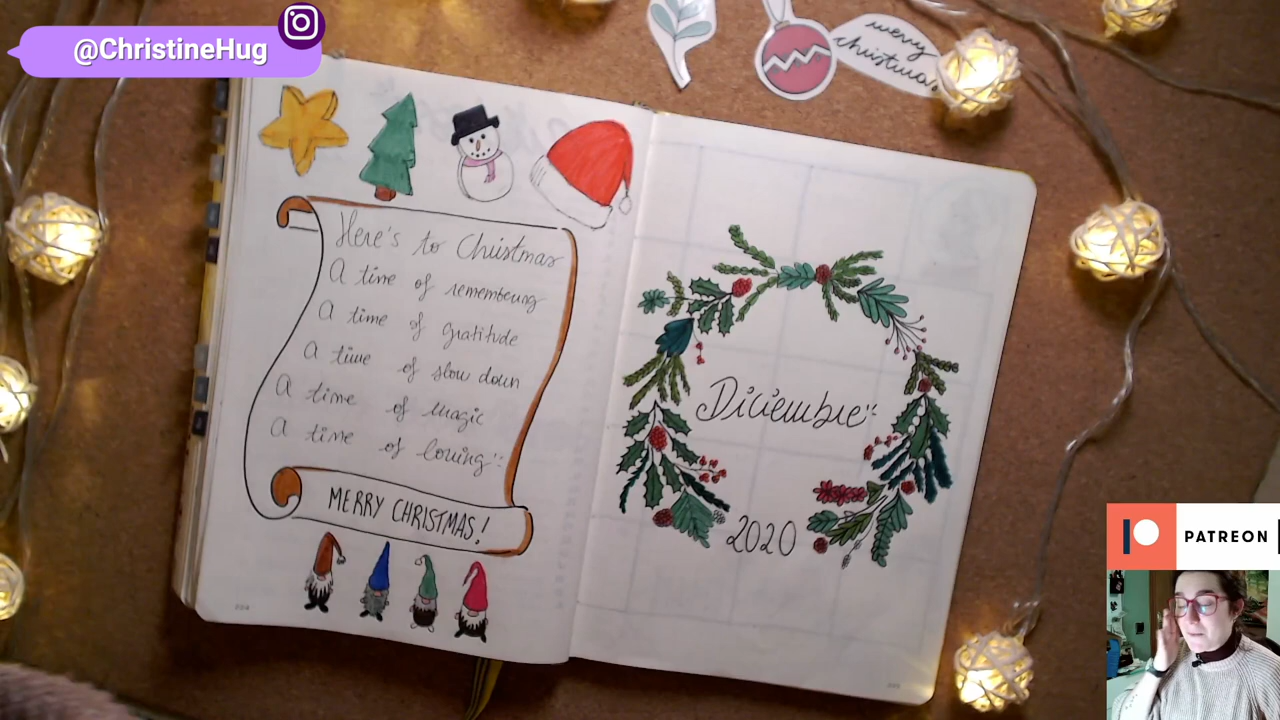 @ChristineHug
merry
christmas
Here's to Christmas
A time of remembering
A time of gratitude
A time of slow down
A time of magic
A time of loving
MERRY CHRISTMAS!
Diciembre
2020
PATREON